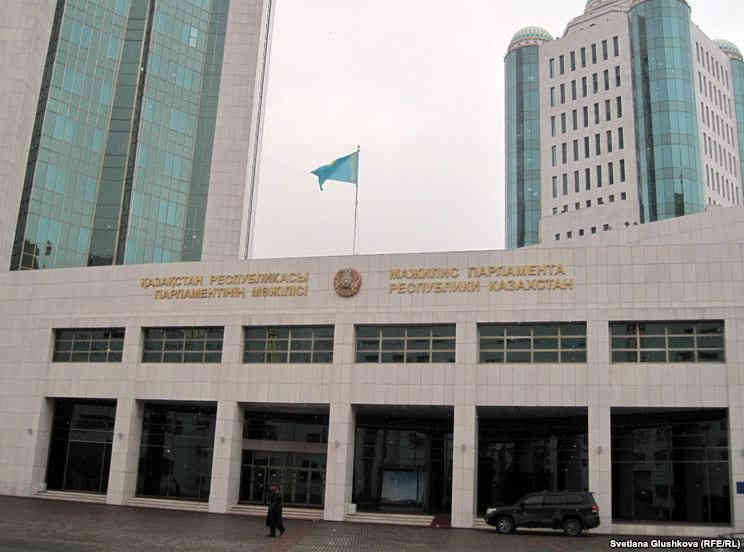 ҚАЗАҚСТАН РЕСПУБЛИКАСЫ
ПАРЛАМЕНТІНІҢ МӘЖІЛІСІ
МАЖИЛИС ПАРЛАМЕНТА
РЕСПУБЛИКИ КАЗАХСТАН
Svetlana Glushkova (RFE/RL)